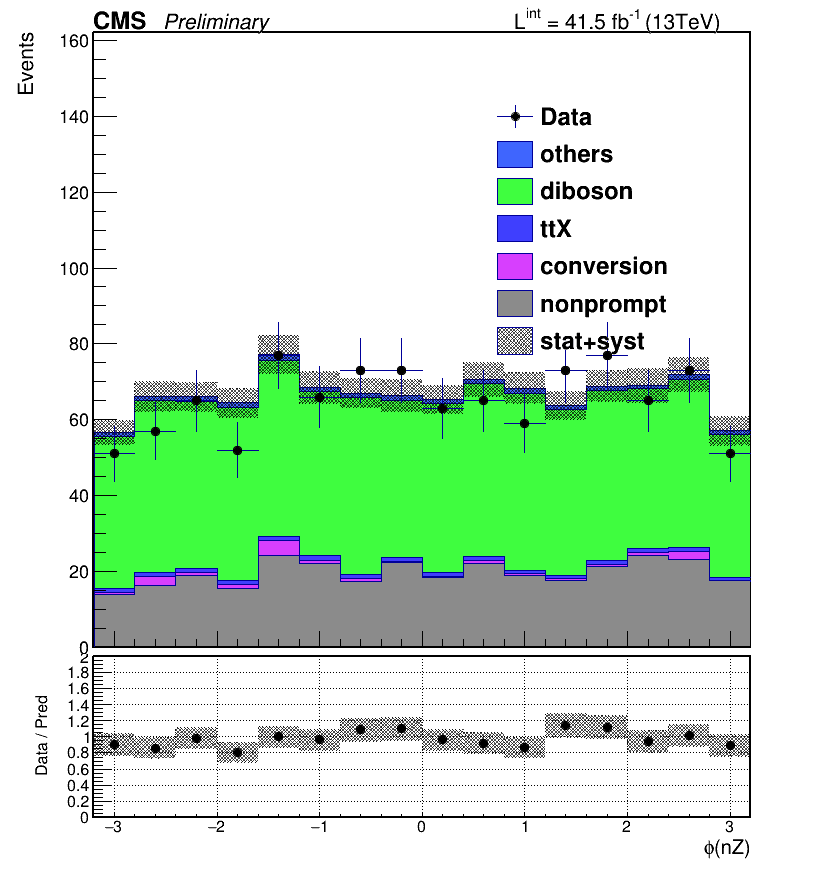 CMS Preliminary L^int = 41.5 fb^-1 (13TeV)
Events
160
140
120
100
80
60
40
20
0
Data
others
diboson
ttX
conversion
nonprompt
stat+syst
Data / Pred
2
1.8
1.6
1.4
1.2
1
0.8
0.6
0.4
0.2
0
−3 −2 −1 0 1 2 3
ϕ(nZ)